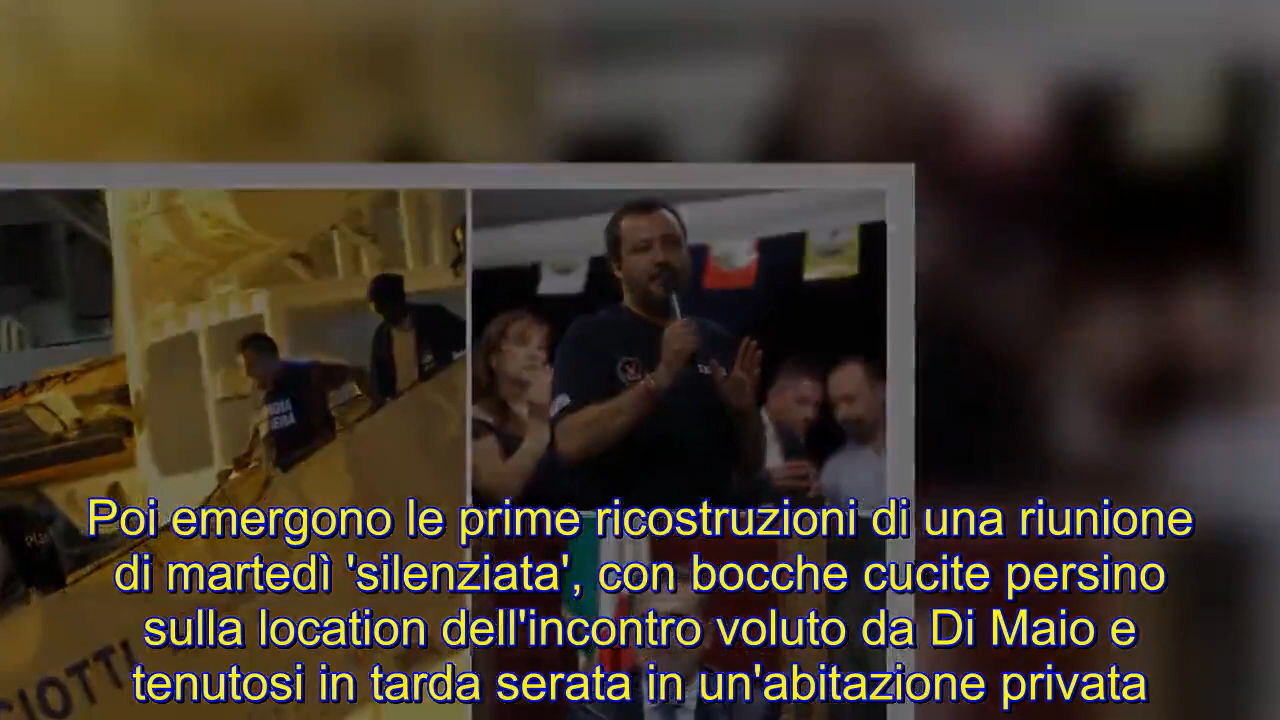 CIOTTI
Poi emergono le prime ricostruzioni di una riunione
di martedì 'silenziata', con bocche cucite persino
sulla location dell'incontro voluto da Di Maio e
tenutosi in tarda serata in un'abitazione privata